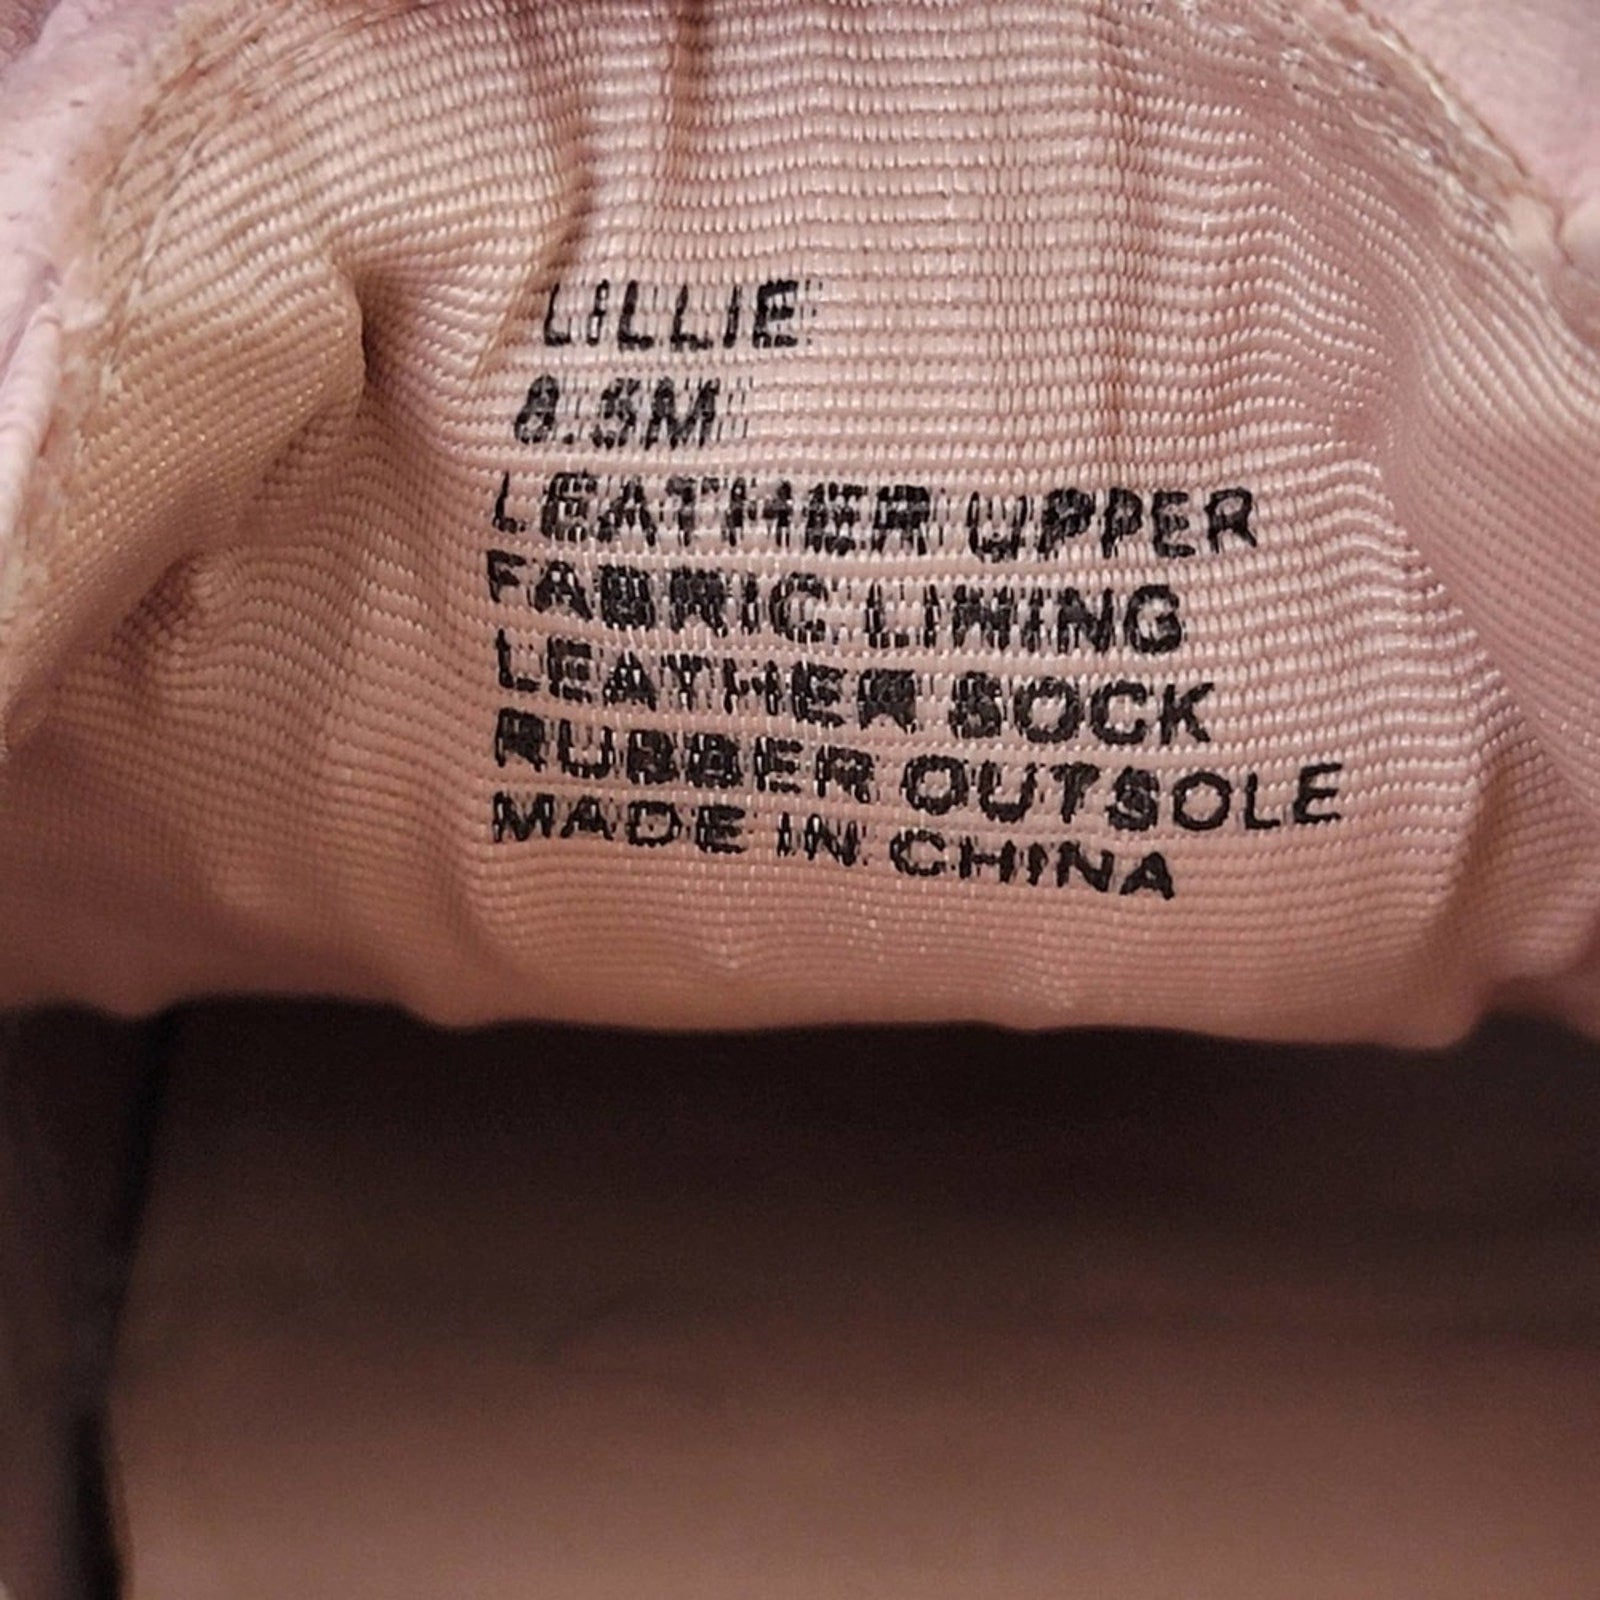 LILLIE
8.5M
LEATHER UPPER
FABRIC LINING
LEATHER SOCK
RUBBER OUTSOLE
MADE IN CHINA